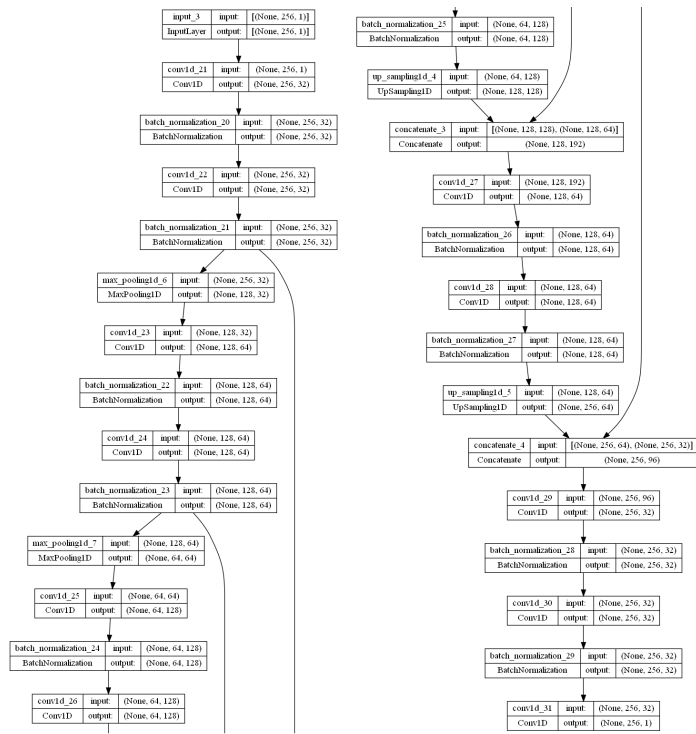 input_3 input: [(None, 256, 1)]
InputLayer output: [(None, 256, 1)]
conv1d_21 input: (None, 256, 1)
Conv1D output: (None, 256, 32)
batch_normalization_20 input: (None, 256, 32)
BatchNormalization output: (None, 256, 32)
conv1d_22 input: (None, 256, 32)
Conv1D output: (None, 256, 32)
batch_normalization_21 input: (None, 256, 32)
BatchNormalization output: (None, 256, 32)
max_pooling1d_6 input: (None, 256, 32)
MaxPooling1D output: (None, 128, 32)
conv1d_23 input: (None, 128, 32)
Conv1D output: (None, 128, 64)
batch_normalization_22 input: (None, 128, 64)
BatchNormalization output: (None, 128, 64)
conv1d_24 input: (None, 128, 64)
Conv1D output: (None, 128, 64)
batch_normalization_23 input: (None, 128, 64)
BatchNormalization output: (None, 128, 64)
max_pooling1d_7 input: (None, 128, 64)
MaxPooling1D output: (None, 64, 64)
conv1d_25 input: (None, 64, 64)
Conv1D output: (None, 64, 128)
batch_normalization_24 input: (None, 64, 128)
BatchNormalization output: (None, 64, 128)
conv1d_26 input: (None, 64, 128)
Conv1D output: (None, 64, 128)
batch_normalization_25 input: (None, 64, 128)
BatchNormalization output: (None, 64, 128)
up_sampling1d_4 input: (None, 64, 128)
UpSampling1D output: (None, 128, 128)
concatenate_3 input: [(None, 128, 128), (None, 128, 64)]
Concatenate output: (None, 128, 192)
conv1d_27 input: (None, 128, 192)
Conv1D output: (None, 128, 64)
batch_normalization_26 input: (None, 128, 64)
BatchNormalization output: (None, 128, 64)
conv1d_28 input: (None, 128, 64)
Conv1D output: (None, 128, 64)
batch_normalization_27 input: (None, 128, 64)
BatchNormalization output: (None, 128, 64)
up_sampling1d_5 input: (None, 128, 64)
UpSampling1D output: (None, 256, 64)
concatenate_4 input: [(None, 256, 64), (None, 256, 32)]
Concatenate output: (None, 256, 96)
conv1d_29 input: (None, 256, 96)
Conv1D output: (None, 256, 32)
batch_normalization_28 input: (None, 256, 32)
BatchNormalization output: (None, 256, 32)
conv1d_30 input: (None, 256, 32)
Conv1D output: (None, 256, 32)
batch_normalization_29 input: (None, 256, 32)
BatchNormalization output: (None, 256, 32)
conv1d_31 input: (None, 256, 32)
Conv1D output: (None, 256, 1)